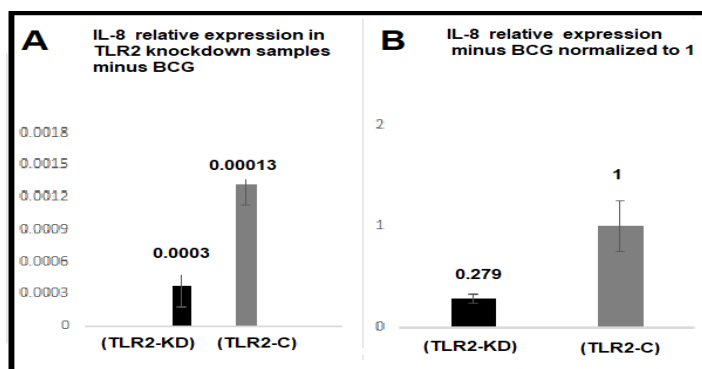 A
IL-8 relative expression in
TLR2 knockdown samples
minus BCG
0.0018
0.0015
0.0012
0.0009
0.0006
0.0003
0
0.0003
0.00013
(TLR2-KD)
(TLR2-C)
B
IL-8 relative expression
minus BCG normalized to 1
2
1
0
0.279
1
(TLR2-KD)
(TLR2-C)